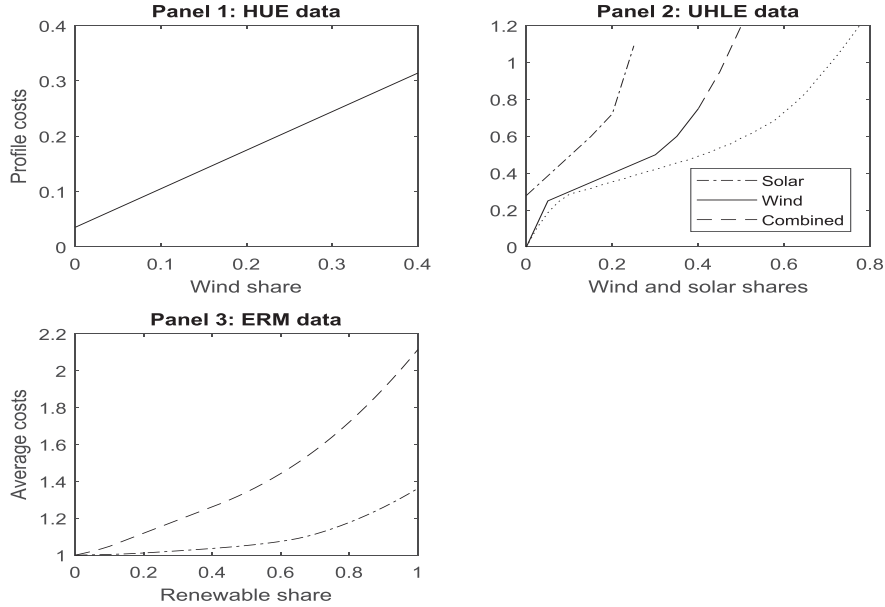 Panel 1: HUE data
0.4
0.3
0.2
0.1
0
Profile costs
0 0.1 0.2 0.3 0.4
Wind share
Panel 2: UHLE data
1.2
1
0.8
0.6
0.4
0.2
0
Solar
Wind
Combined
0 0.2 0.4 0.6 0.8
Wind and solar shares
Panel 3: ERM data
2.2
2
1.8
1.6
1.4
1.2
1
Average costs
0 0.2 0.4 0.6 0.8 1
Renewable share